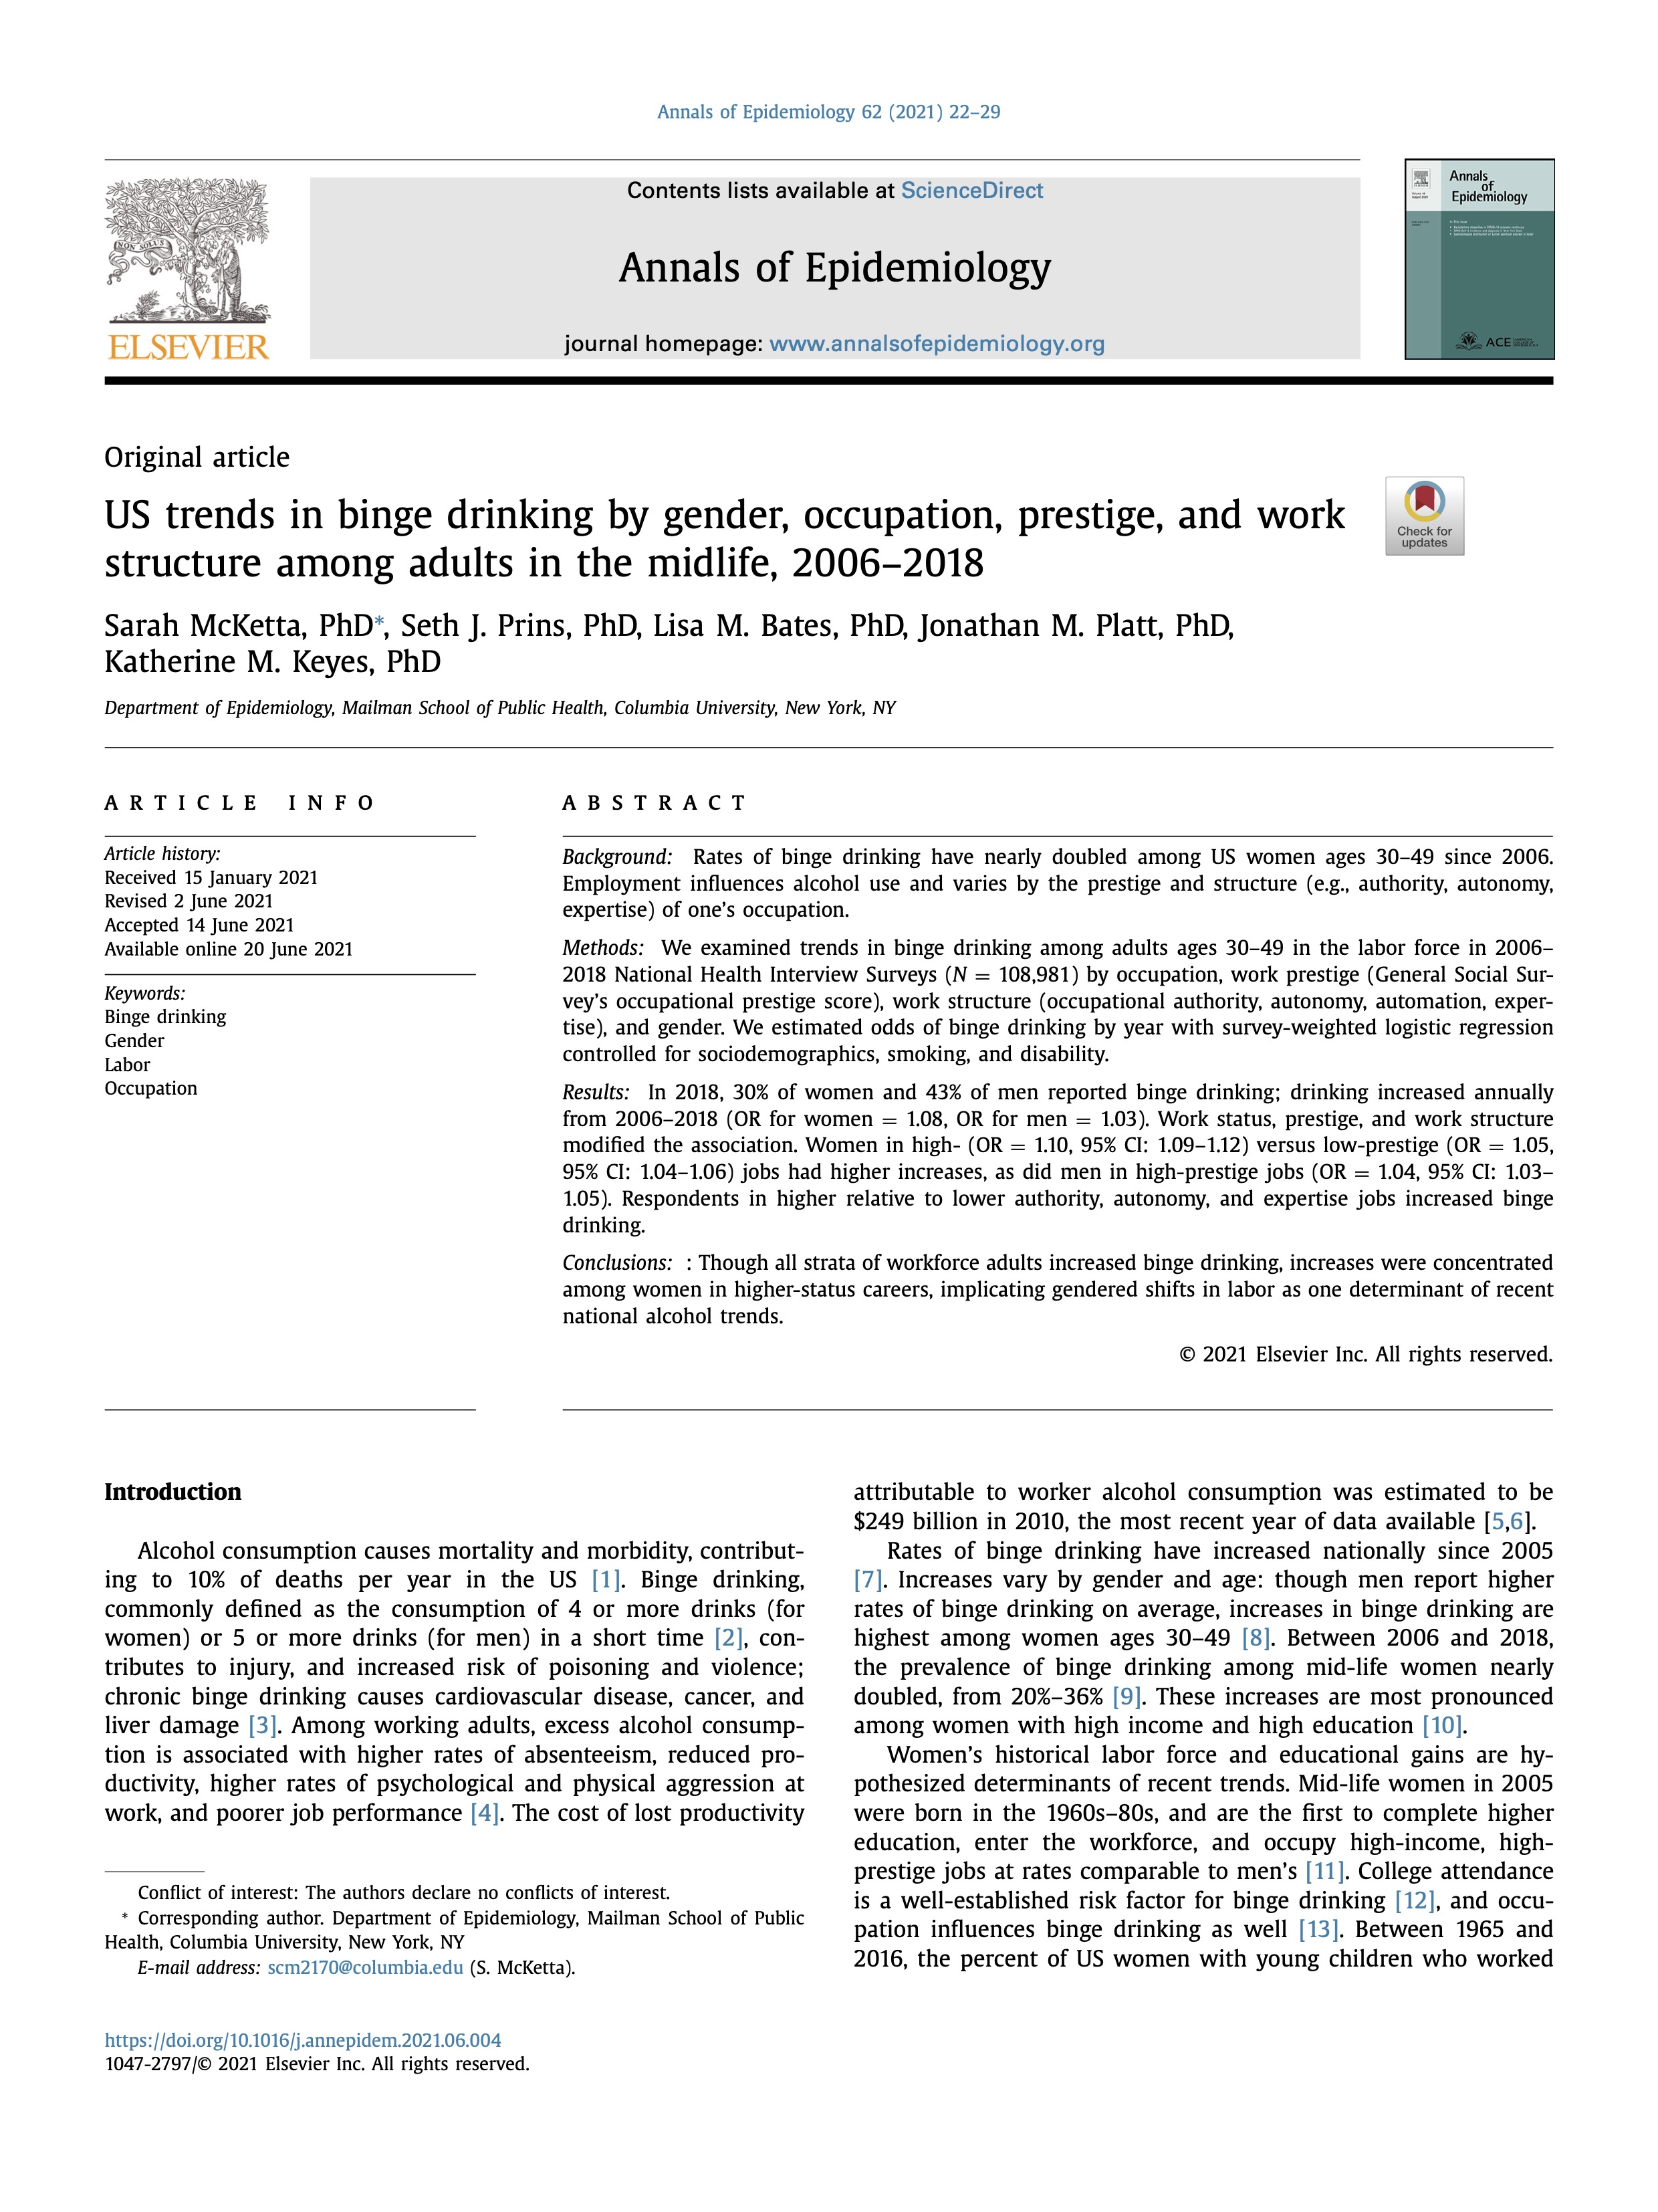 Annals of Epidemiology 62 (2021) 22–29
NON SOLUS
ELSEVIER
Contents lists available at ScienceDirect
Annals of Epidemiology
journal homepage: www.annalsofepidemiology.org
Annals
of
Epidemiology
ACE
Original article
US trends in binge drinking by gender, occupation, prestige, and work
structure among adults in the midlife, 2006–2018
Check for
updates
Sarah McKetta, PhD*, Seth J. Prins, PhD, Lisa M. Bates, PhD, Jonathan M. Platt, PhD,
Katherine M. Keyes, PhD
Department of Epidemiology, Mailman School of Public Health, Columbia University, New York, NY
ARTICLE INFO
Article history:
Received 15 January 2021
Revised 2 June 2021
Accepted 14 June 2021
Available online 20 June 2021
Keywords:
Binge drinking
Gender
Labor
Occupation
ABSTRACT
Background: Rates of binge drinking have nearly doubled among US women ages 30–49 since 2006.
Employment influences alcohol use and varies by the prestige and structure (e.g., authority, autonomy,
expertise) of one's occupation.
Methods: We examined trends in binge drinking among adults ages 30–49 in the labor force in 2006–
2018 National Health Interview Surveys (N = 108,981) by occupation, work prestige (General Social Sur-
vey's occupational prestige score), work structure (occupational authority, autonomy, automation, exper-
tise), and gender. We estimated odds of binge drinking by year with survey-weighted logistic regression
controlled for sociodemographics, smoking, and disability.
Results: In 2018, 30% of women and 43% of men reported binge drinking; drinking increased annually
from 2006–2018 (OR for women = 1.08, OR for men = 1.03). Work status, prestige, and work structure
modified the association. Women in high- (OR = 1.10, 95% CI: 1.09–1.12) versus low-prestige (OR = 1.05,
95% CI: 1.04–1.06) jobs had higher increases, as did men in high-prestige jobs (OR = 1.04, 95% CI: 1.03–
1.05). Respondents in higher relative to lower authority, autonomy, and expertise jobs increased binge
drinking.
Conclusions: : Though all strata of workforce adults increased binge drinking, increases were concentrated
among women in higher-status careers, implicating gendered shifts in labor as one determinant of recent
national alcohol trends.
© 2021 Elsevier Inc. All rights reserved.
Introduction
Alcohol consumption causes mortality and morbidity, contribut-
ing to 10% of deaths per year in the US [1]. Binge drinking,
commonly defined as the consumption of 4 or more drinks (for
women) or 5 or more drinks (for men) in a short time [2], con-
tributes to injury, and increased risk of poisoning and violence;
chronic binge drinking causes cardiovascular disease, cancer, and
liver damage [3]. Among working adults, excess alcohol consump-
tion is associated with higher rates of absenteeism, reduced pro-
ductivity, higher rates of psychological and physical aggression at
work, and poorer job performance [4]. The cost of lost productivity
Conflict of interest: The authors declare no conflicts of interest.
* Corresponding author. Department of Epidemiology, Mailman School of Public
Health, Columbia University, New York, NY
E-mail address: scm2170@columbia.edu (S. McKetta).
attributable to worker alcohol consumption was estimated to be
$249 billion in 2010, the most recent year of data available [5,6].
Rates of binge drinking have increased nationally since 2005
[7]. Increases vary by gender and age: though men report higher
rates of binge drinking on average, increases in binge drinking are
highest among women ages 30–49 [8]. Between 2006 and 2018,
the prevalence of binge drinking among mid-life women nearly
doubled, from 20%–36% [9]. These increases are most pronounced
among women with high income and high education [10].
Women's historical labor force and educational gains are hy-
pothesized determinants of recent trends. Mid-life women in 2005
were born in the 1960s–80s, and are the first to complete higher
education, enter the workforce, and occupy high-income, high-
prestige jobs at rates comparable to men's [11]. College attendance
is a well-established risk factor for binge drinking [12], and occu-
pation influences binge drinking as well [13]. Between 1965 and
2016, the percent of US women with young children who worked
https://doi.org/10.1016/j.annepidem.2021.06.004
1047-2797/© 2021 Elsevier Inc. All rights reserved.